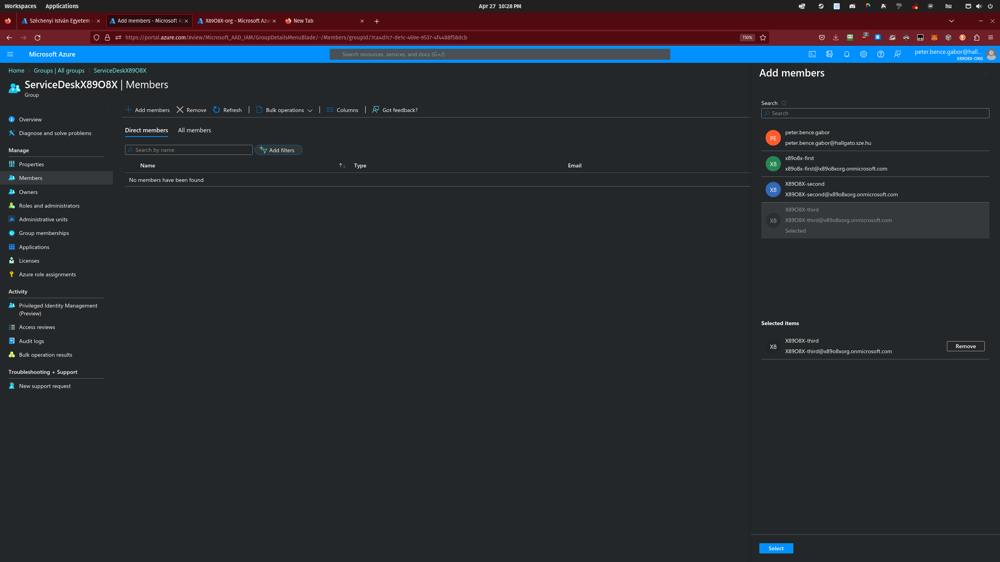 Workspaces Applications Apr 27 10:28 PM hu
Széchenyi István Egyetem - Add members - Microsoft Az X89O8X-org - Microsoft Azur New Tab
https://portal.azure.com/#view/Microsoft_AAD_IAM/GroupDetailsMenuBlade/~/Members/groupId/7ca4d7c7-de1c-469e-9537-4f4488f58dcb 110% 2
Microsoft Azure Search resources, services, and docs (G+/) peter.bence.gabor@hall...
X89O8X-ORG
Home Groups | All groups ServiceDeskX89O8X
ServiceDeskX89O8X | Members
Group
Overview
Diagnose and solve problems
Manage
Properties
Members
Owners
Roles and administrators
Administrative units
Group memberships
Applications
Licenses
Azure role assignments
Activity
Privileged Identity Management
(Preview)
Access reviews
Audit logs
Bulk operation results
Troubleshooting + Support
New support request
Add members Remove Refresh Bulk operations Columns Got feedback?
Direct members All members
Search by name Add filters
Name Type Email
No members have been found
Add members
Search
Search
PE
peter.bence.gabor
peter.bence.gabor@hallgato.sze.hu
X8
x89o8x-first
x89o8x-first@x89o8xorg.onmicrosoft.com
X8
X89O8X-second
X89O8X-second@x89o8xorg.onmicrosoft.com
X8
X89O8X-third
X89O8X-third@x89o8xorg.onmicrosoft.com
Selected
Selected items
X8
X89O8X-third
X89O8X-third@x89o8xorg.onmicrosoft.com
Remove
Select